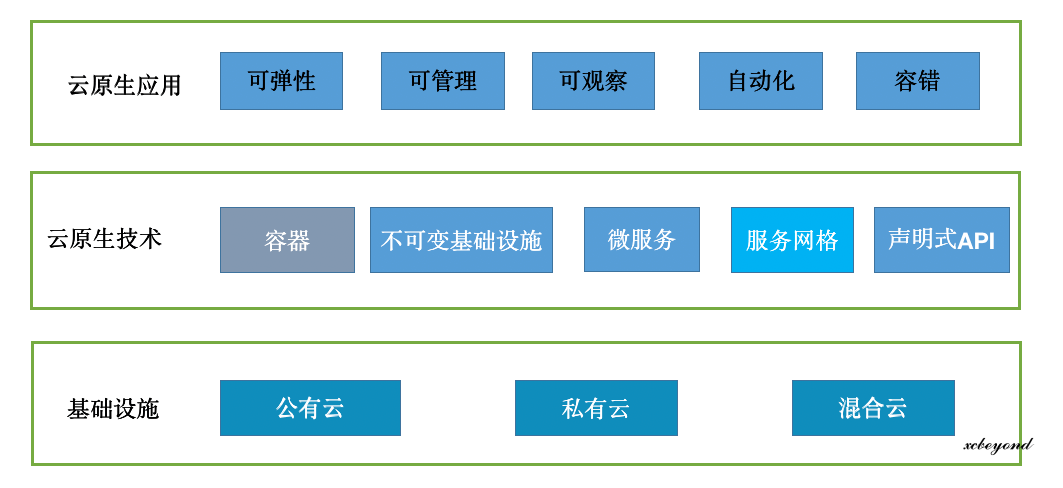 云原生应用
可弹性
可管理
可观察
自动化
容错
云原生技术
容器
不可变基础设施
微服务
服务网格
声明式API
基础设施
公有云
私有云
混合云
xcbeyond